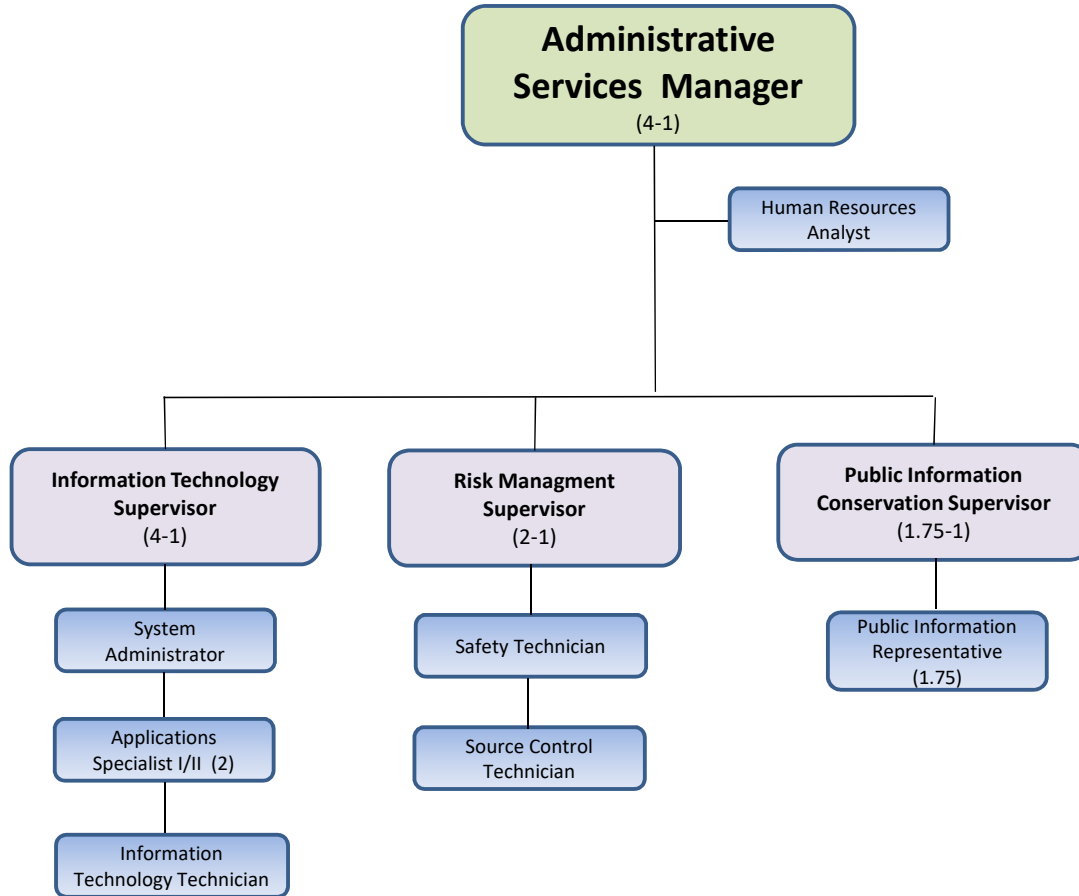 Administrative
Services Manager
(4-1)
Human Resources
Analyst
Information Technology
Supervisor
(4-1)
Risk Managment
Supervisor
(2-1)
Public Information
Conservation Supervisor
(1.75-1)
System
Administrator
Safety Technician
Public Information
Representative
(1.75)
Applications
Specialist I/II (2)
Source Control
Technician
Information
Technology Technician